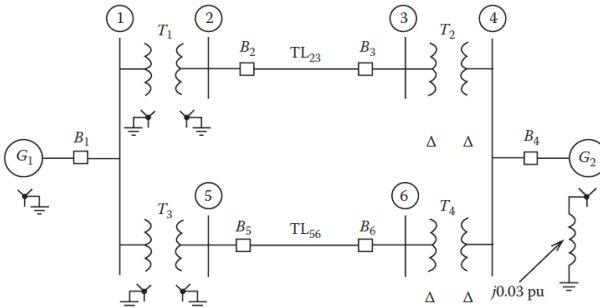 1 2 3 4
T₁ T₂
B₂ TL₂₃ B₃
B₁ Δ Δ B₄
G₁ G₂
5 6
T₃ T₄
B₅ TL₅₆ B₆
j0.03 pu
Δ Δ